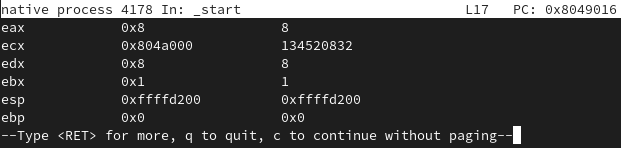 native process 4178 In: _start L17 PC: 0x8049016
eax 0x8 8
ecx 0x804a000 134520832
edx 0x8 8
ebx 0x1 1
esp 0xffffd200 0xffffd200
ebp 0x0 0x0
--Type <RET> for more, q to quit, c to continue without paging--